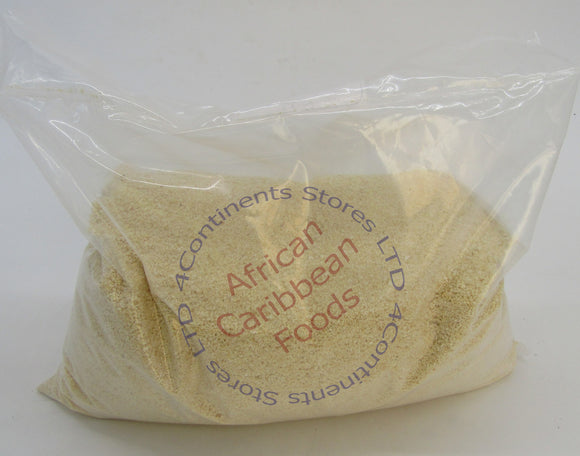 4Continents Stores LTD 4Continents Stores LTD
African
Caribbean
Foods